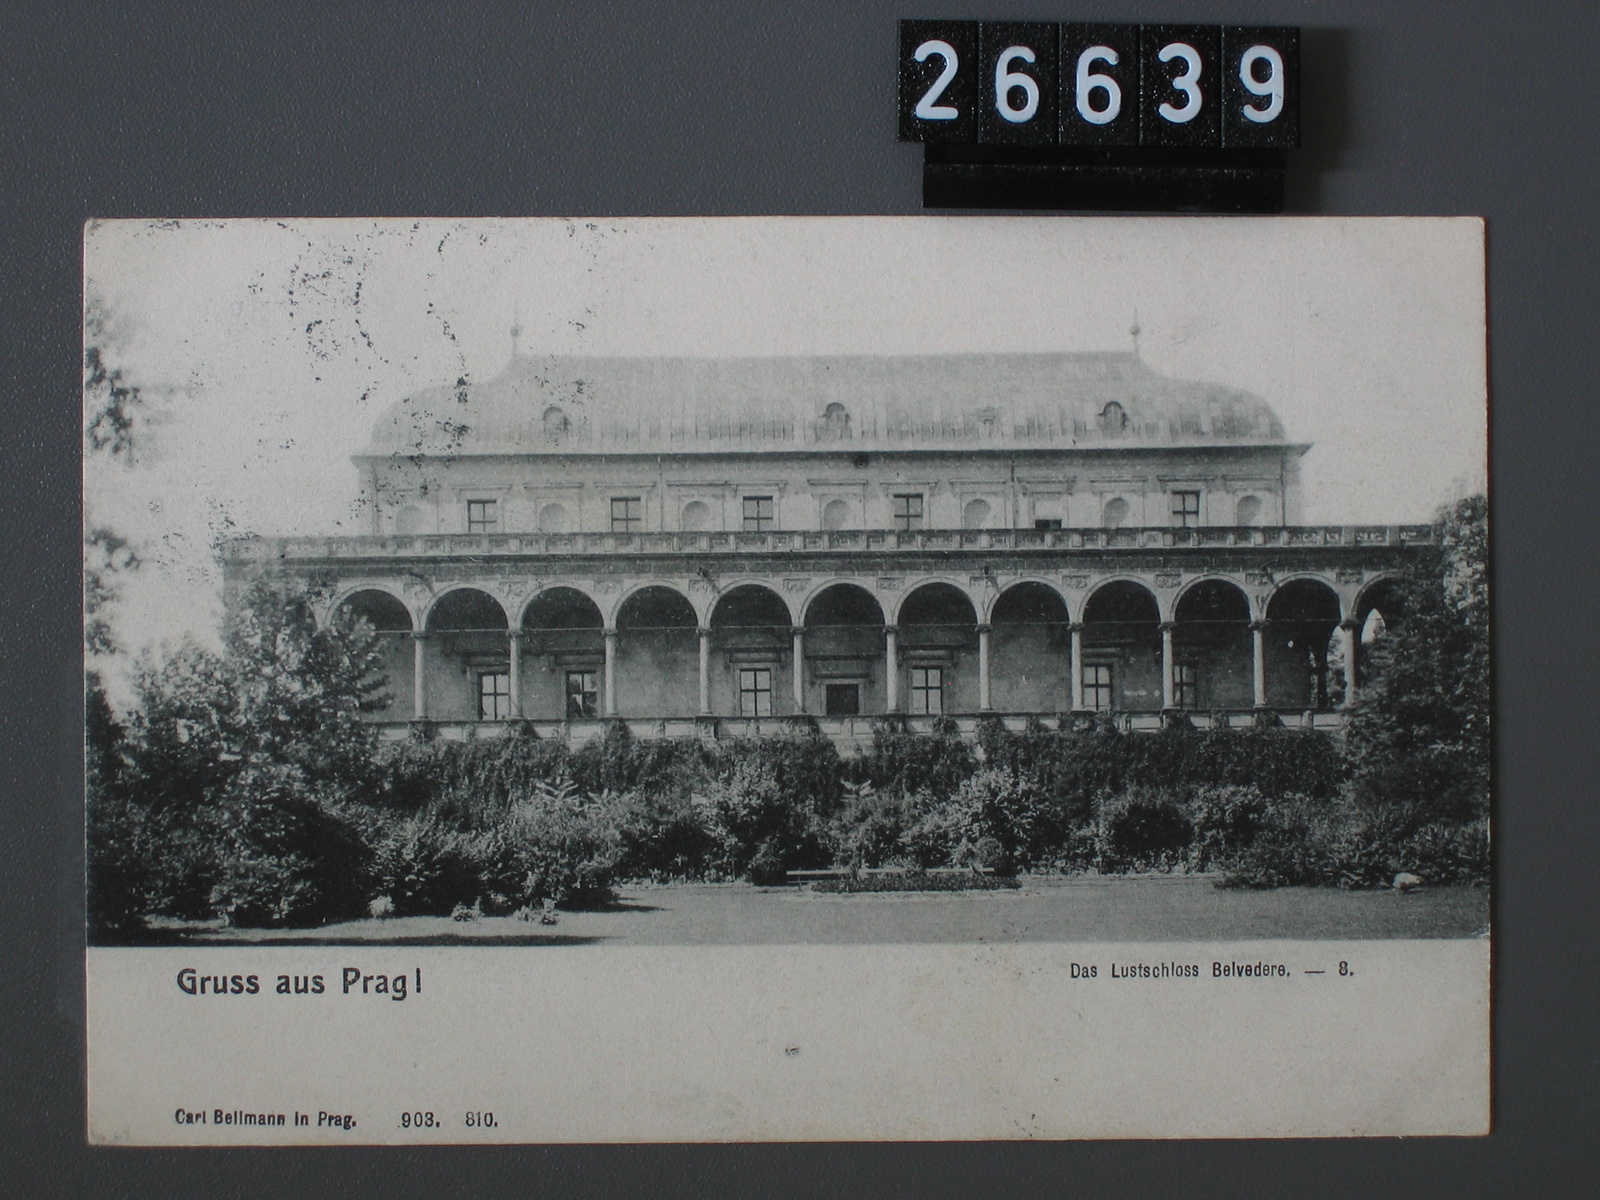 26639
Gruss aus Prag!
Das Lustschloss Belvedere. — 8.
Carl Bellmann in Prag. 903. 810.